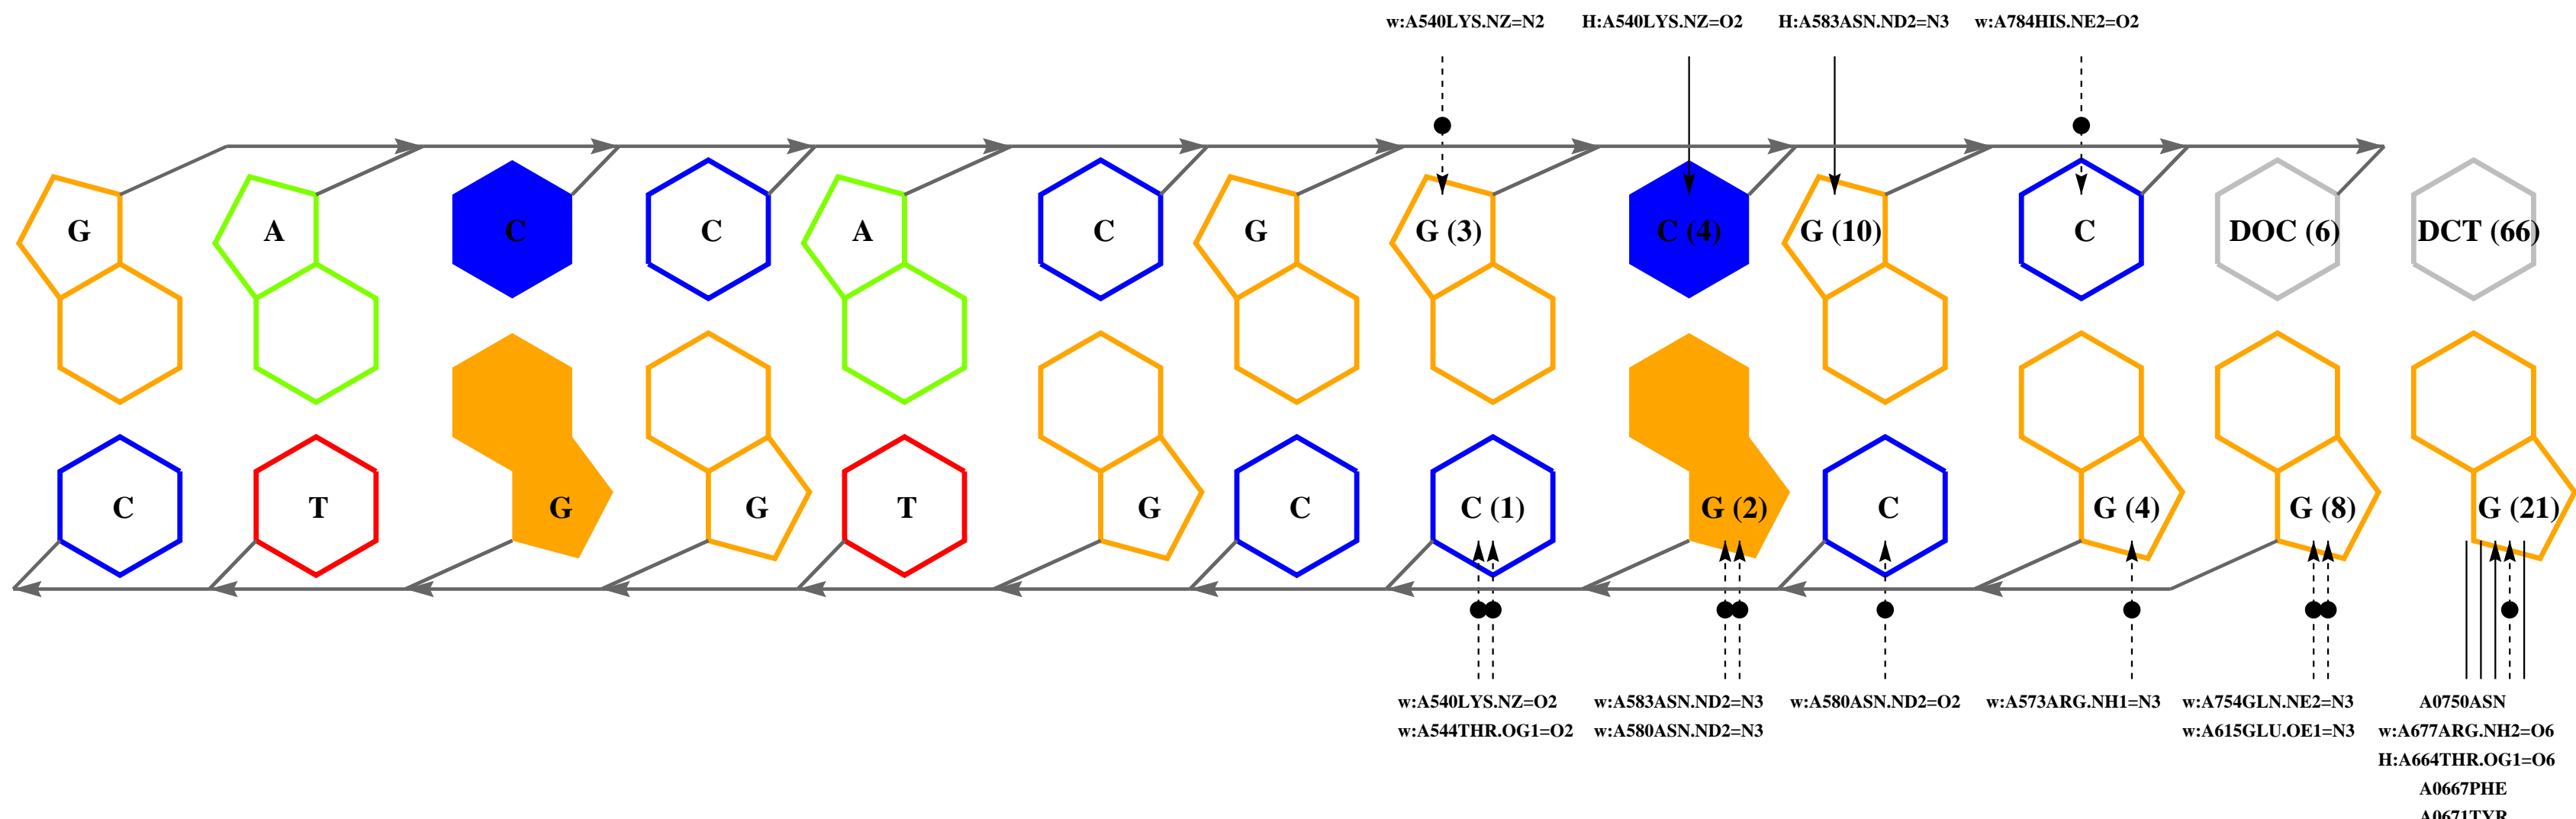 w:A540LYS.NZ=N2 H:A540LYS.NZ=O2 H:A583ASN.ND2=N3 w:A784HIS.NE2=O2
G A C C A C G G (3) C (4) G (10) C DOC (6) DCT (66)
C T G G T G C C (1) G (2) C G (4) G (8) G (21)
w:A540LYS.NZ=O2 w:A583ASN.ND2=N3 w:A580ASN.ND2=O2 w:A573ARG.NH1=N3 w:A754GLN.NE2=N3 A0750ASN
w:A544THR.OG1=O2 w:A580ASN.ND2=N3 w:A615GLU.OE1=N3 w:A677ARG.NH2=O6
H:A664THR.OG1=O6
A0667PHE
A0671TYR